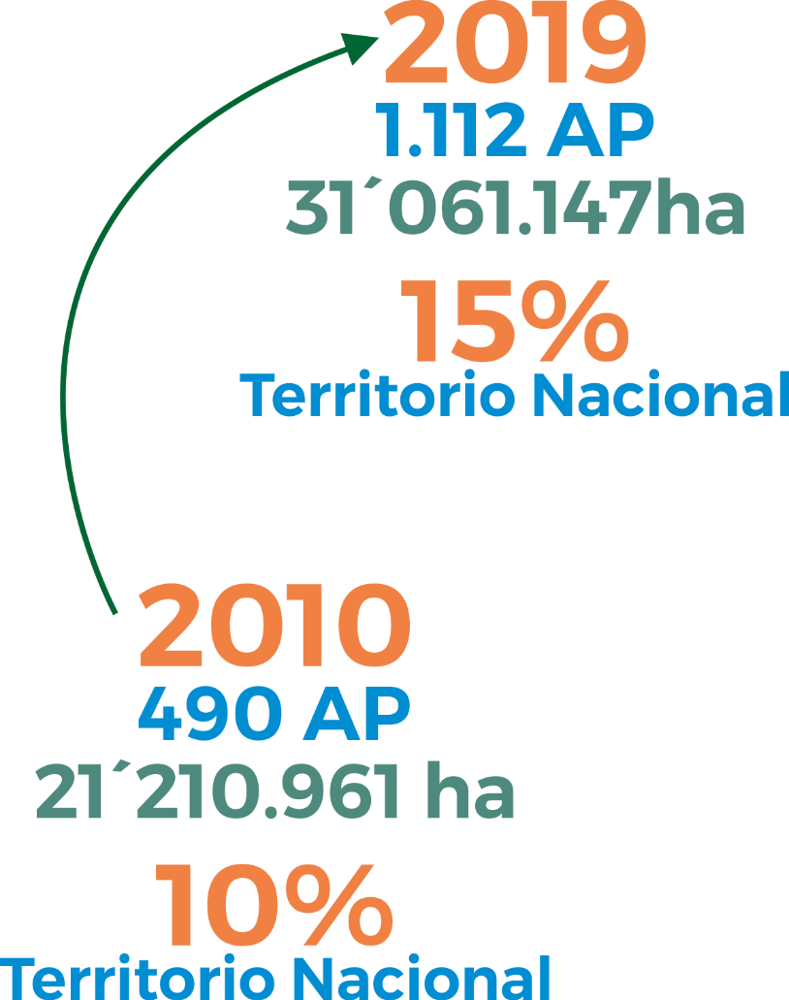 2019
1.112 AP
31´061.147ha
15%
Territorio Nacional
2010
490 AP
21´210.961 ha
10%
Territorio Nacional